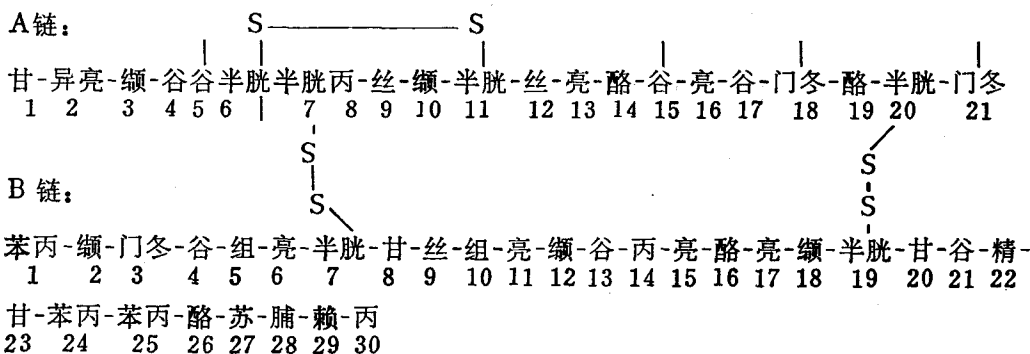 A链： S S
甘-异亮-缬-谷谷半胱半胱丙-丝-缬-半胱-丝-亮-酪-谷-亮-谷-门冬-酪-半胱-门冬
1 2 3 4 5 6 7 8 9 10 11 12 13 14 15 16 17 18 19 20 21
S S
B 链： S S
苯丙-缬-门冬-谷-组-亮-半胱-甘-丝-组-亮-缬-谷-丙-亮-酪-亮-缬-半胱-甘-谷-精-
1 2 3 4 5 6 7 8 9 10 11 12 13 14 15 16 17 18 19 20 21 22
甘-苯丙-苯丙-酪-苏-脯-赖-丙
23 24 25 26 27 28 29 30